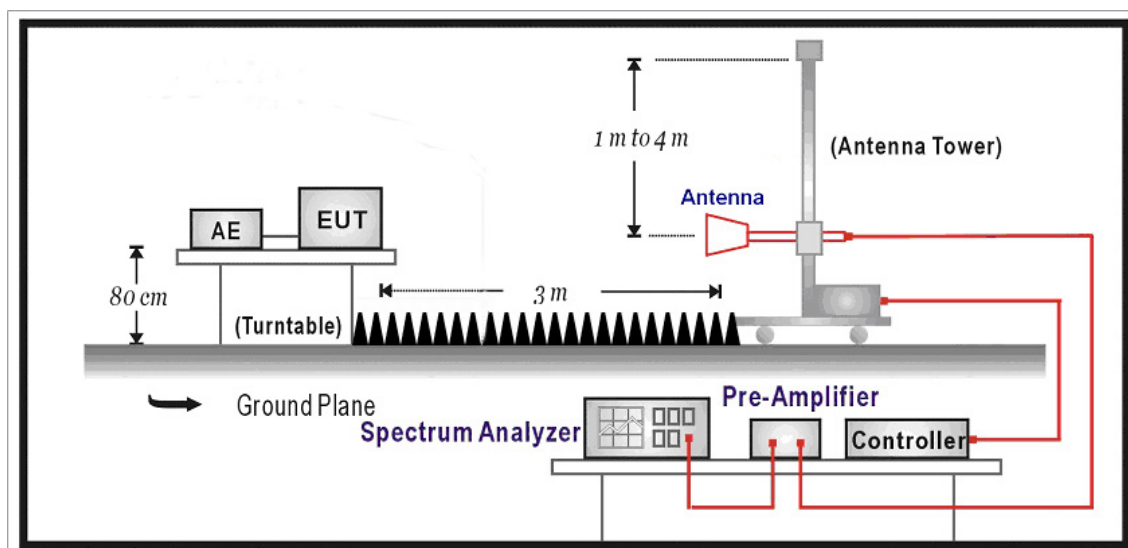 1 m to 4 m
(Antenna Tower)
Antenna
EUT
AE
80 cm
3 m
(Turntable)
Ground Plane
Pre-Amplifier
Spectrum Analyzer
Controller